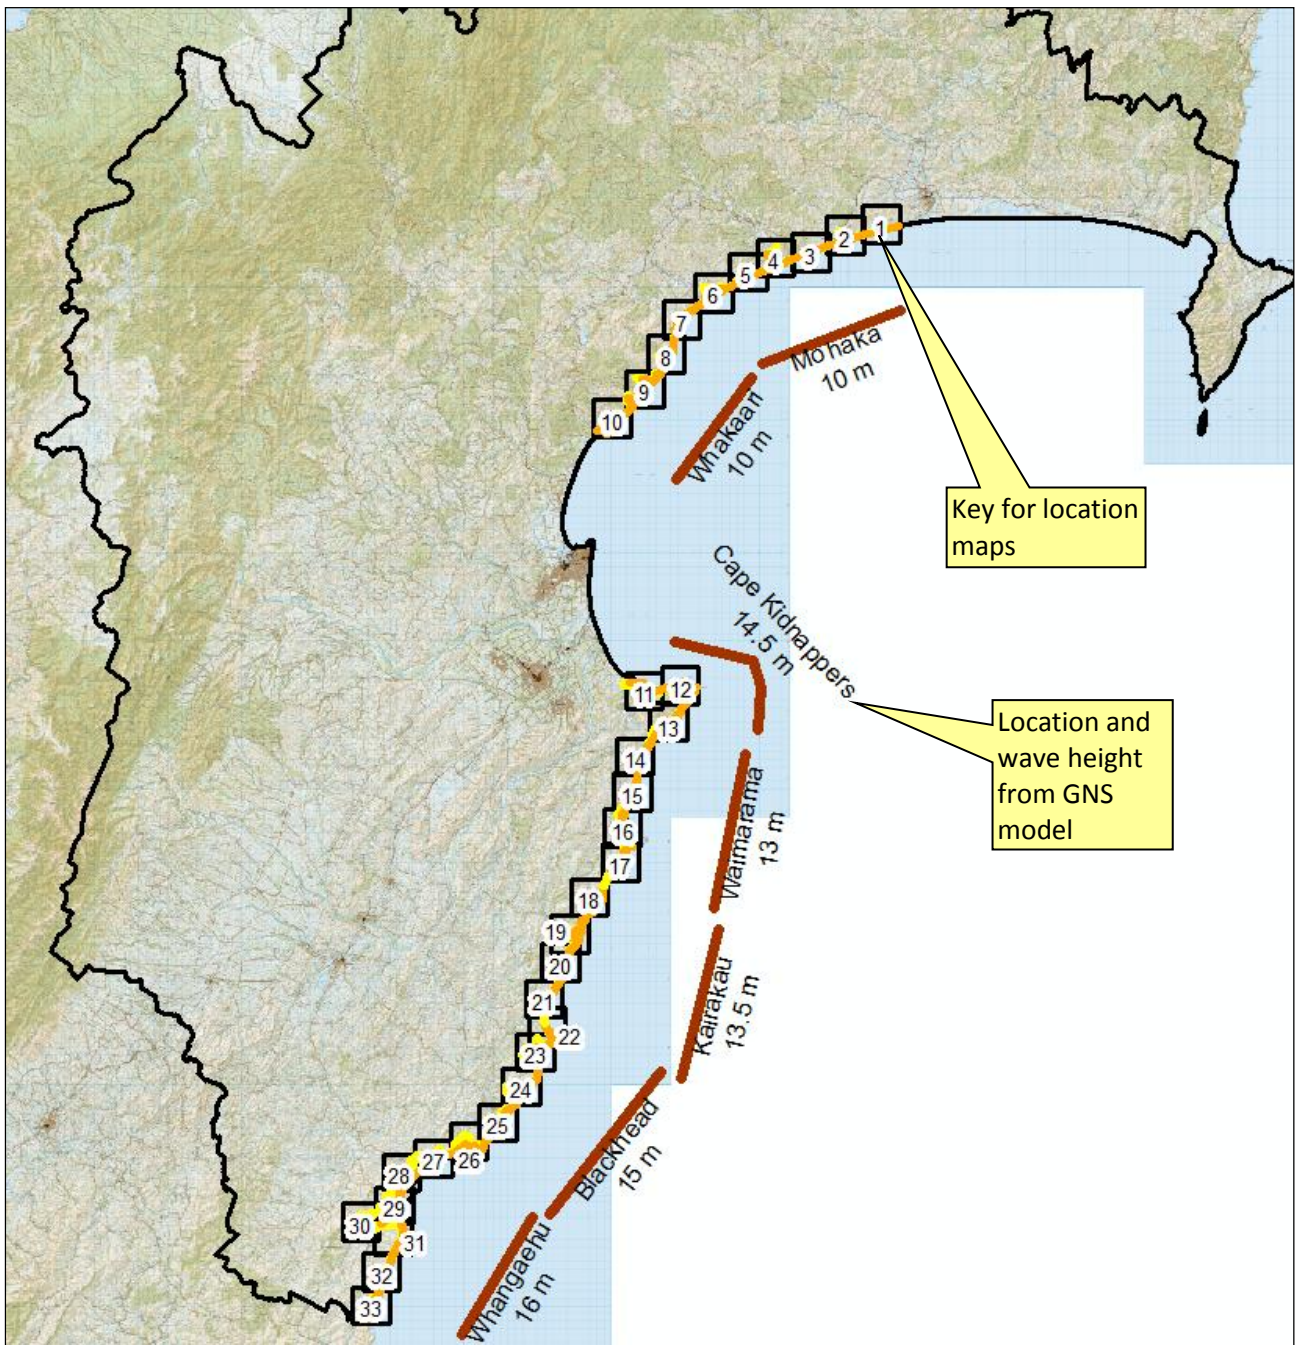 1
2
3
4
5
6
7
8
9
10
Mohaka
10 m
Whakaari
10 m
Key for location
maps
Cape Kidnappers
14.5 m
11
12
13
14
15
16
17
Location and
wave height
from GNS
model
Waimarama
13 m
18
19
20
21
22
23
24
25
26
27
28
29
30
31
32
33
Kairakau
13.5 m
Blackhead
15 m
Whangaehu
16 m